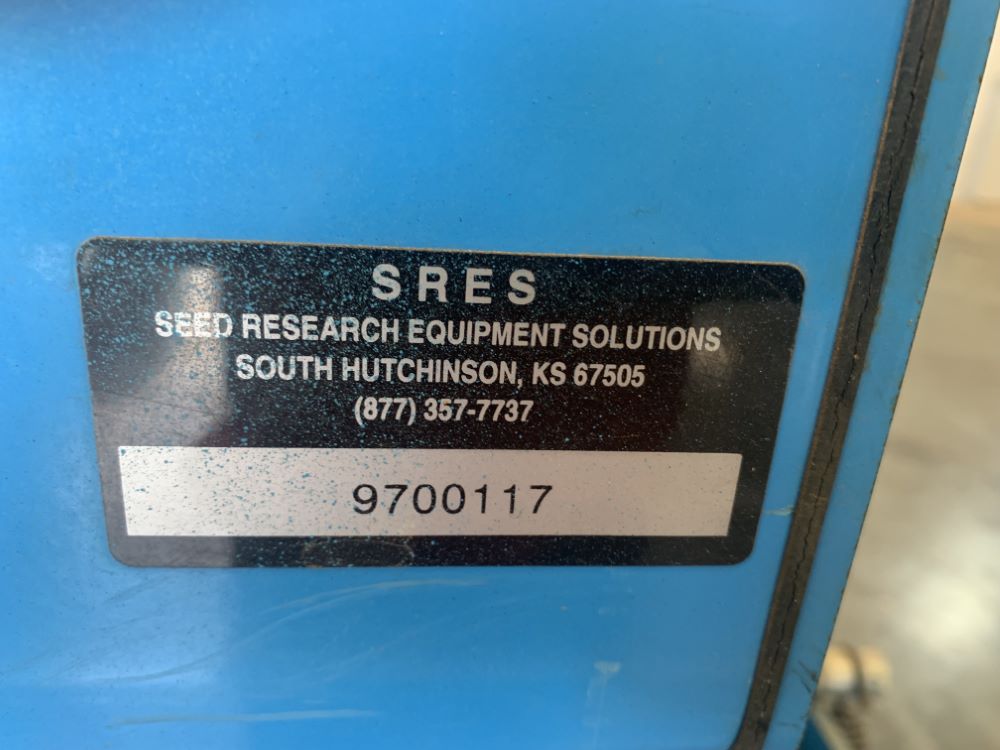 SRES
SEED RESEARCH EQUIPMENT SOLUTIONS
SOUTH HUTCHINSON, KS 67505
(877) 357-7737
9700117